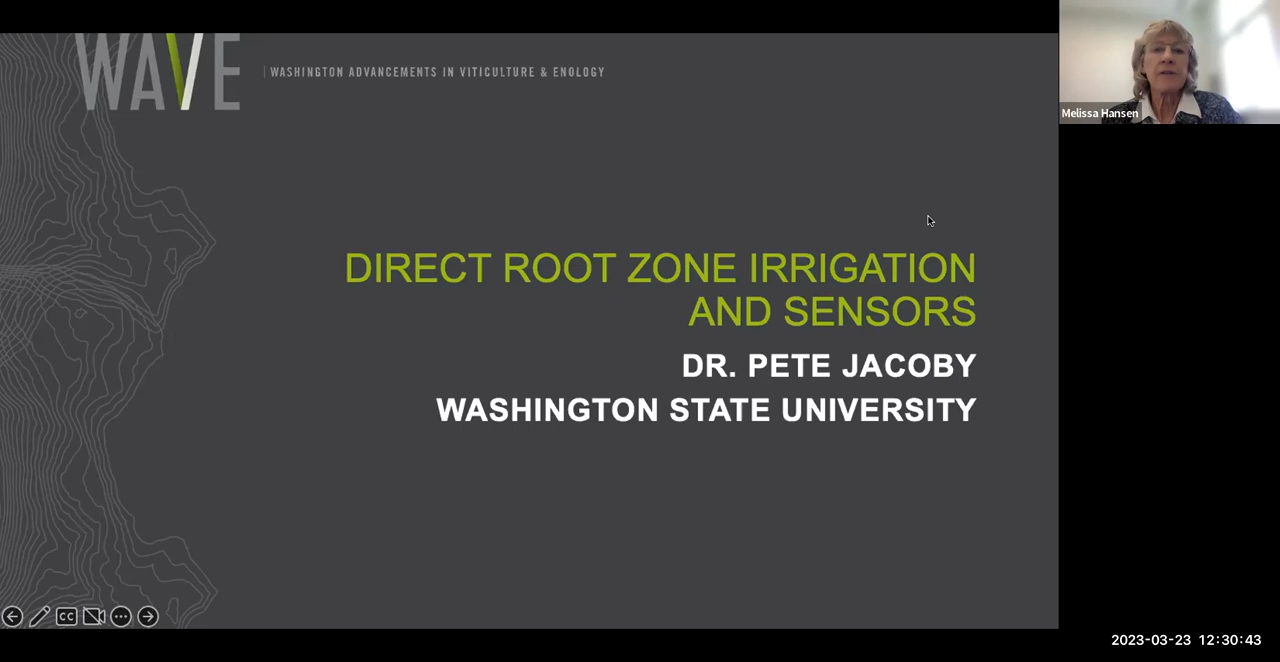 WAVE
WASHINGTON ADVANCEMENTS IN VITICULTURE & ENOLOGY
Melissa Hansen
DIRECT ROOT ZONE IRRIGATION
AND SENSORS
DR. PETE JACOBY
WASHINGTON STATE UNIVERSITY
CC
2023-03-23 12:30:43